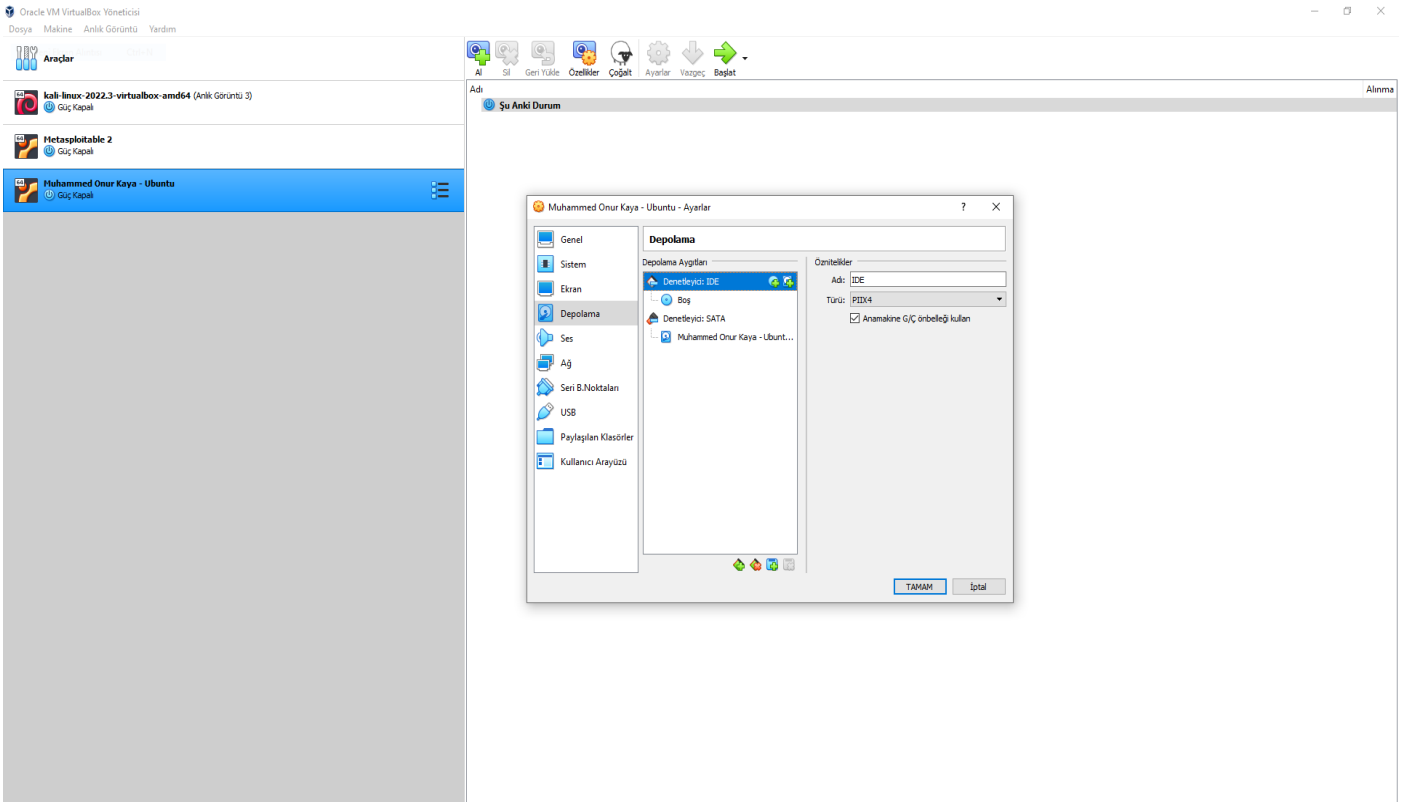 Oracle VM VirtualBox Yöneticisi
Dosya Makine Anlık Görüntü Yardım
Araçlar
Al Sil Geri Yükle Özellikler Çoğalt Ayarlar Vazgeç Başlat
64 kali-linux-2022.3-virtualbox-amd64 (Anlık Görüntü 3)
Güç Kapalı
64 Metasploitable 2
Güç Kapalı
64 Muhammed Onur Kaya - Ubuntu
Güç Kapalı
Adı Alınma
Şu Anki Durum
Muhammed Onur Kaya - Ubuntu - Ayarlar ?
Genel
Sistem
Ekran
Depolama
Ses
Ağ
Seri B.Noktaları
USB
Paylaşılan Klasörler
Kullanıcı Arayüzü
Depolama
Depolama Aygıtları
Denetleyici: IDE
Boş
Denetleyici: SATA
Muhammed Onur Kaya - Ubunt...
Öznitelikler
Adı: IDE
Türü: PIIX4
Anamakine G/Ç önbelleği kullan
TAMAM İptal